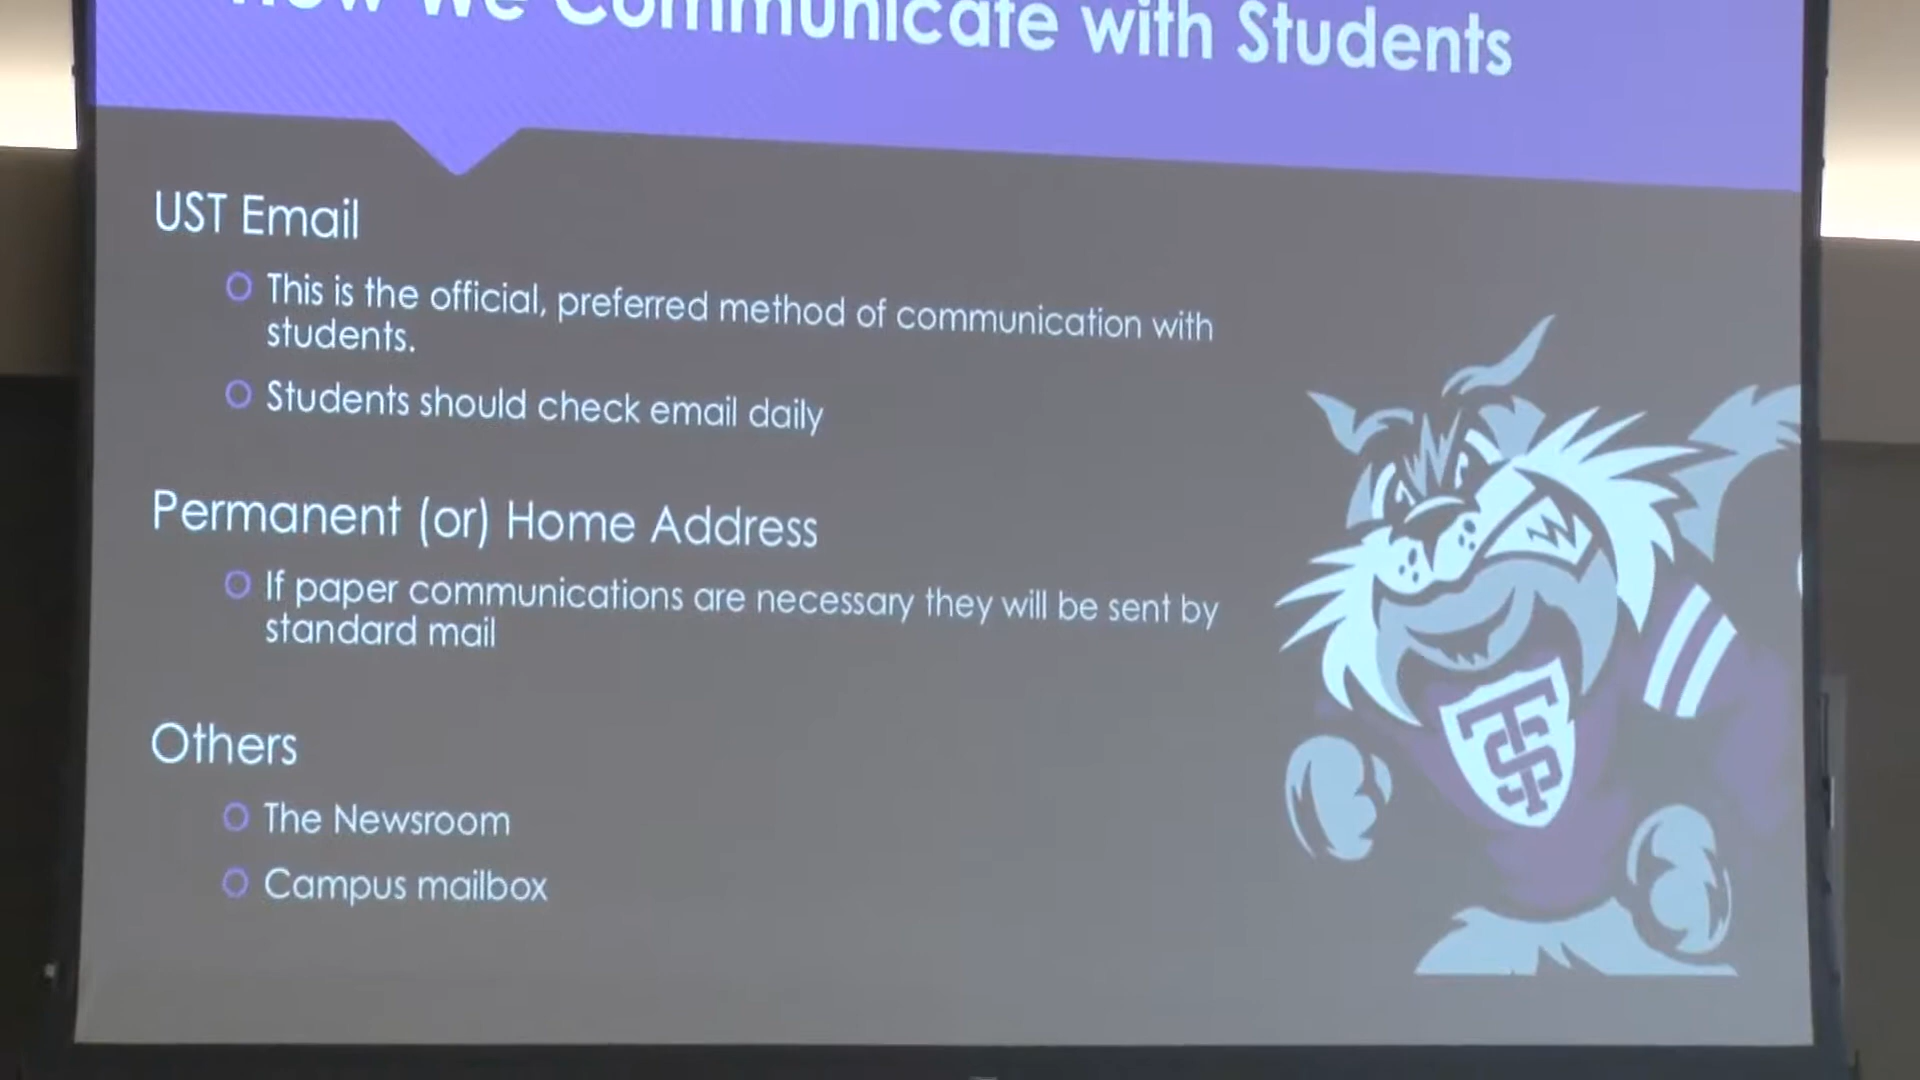 How We Communicate with Students
UST Email
This is the official, preferred method of communication with
students.
Students should check email daily
Permanent (or) Home Address
If paper communications are necessary they will be sent by
standard mail
Others
The Newsroom
Campus mailbox